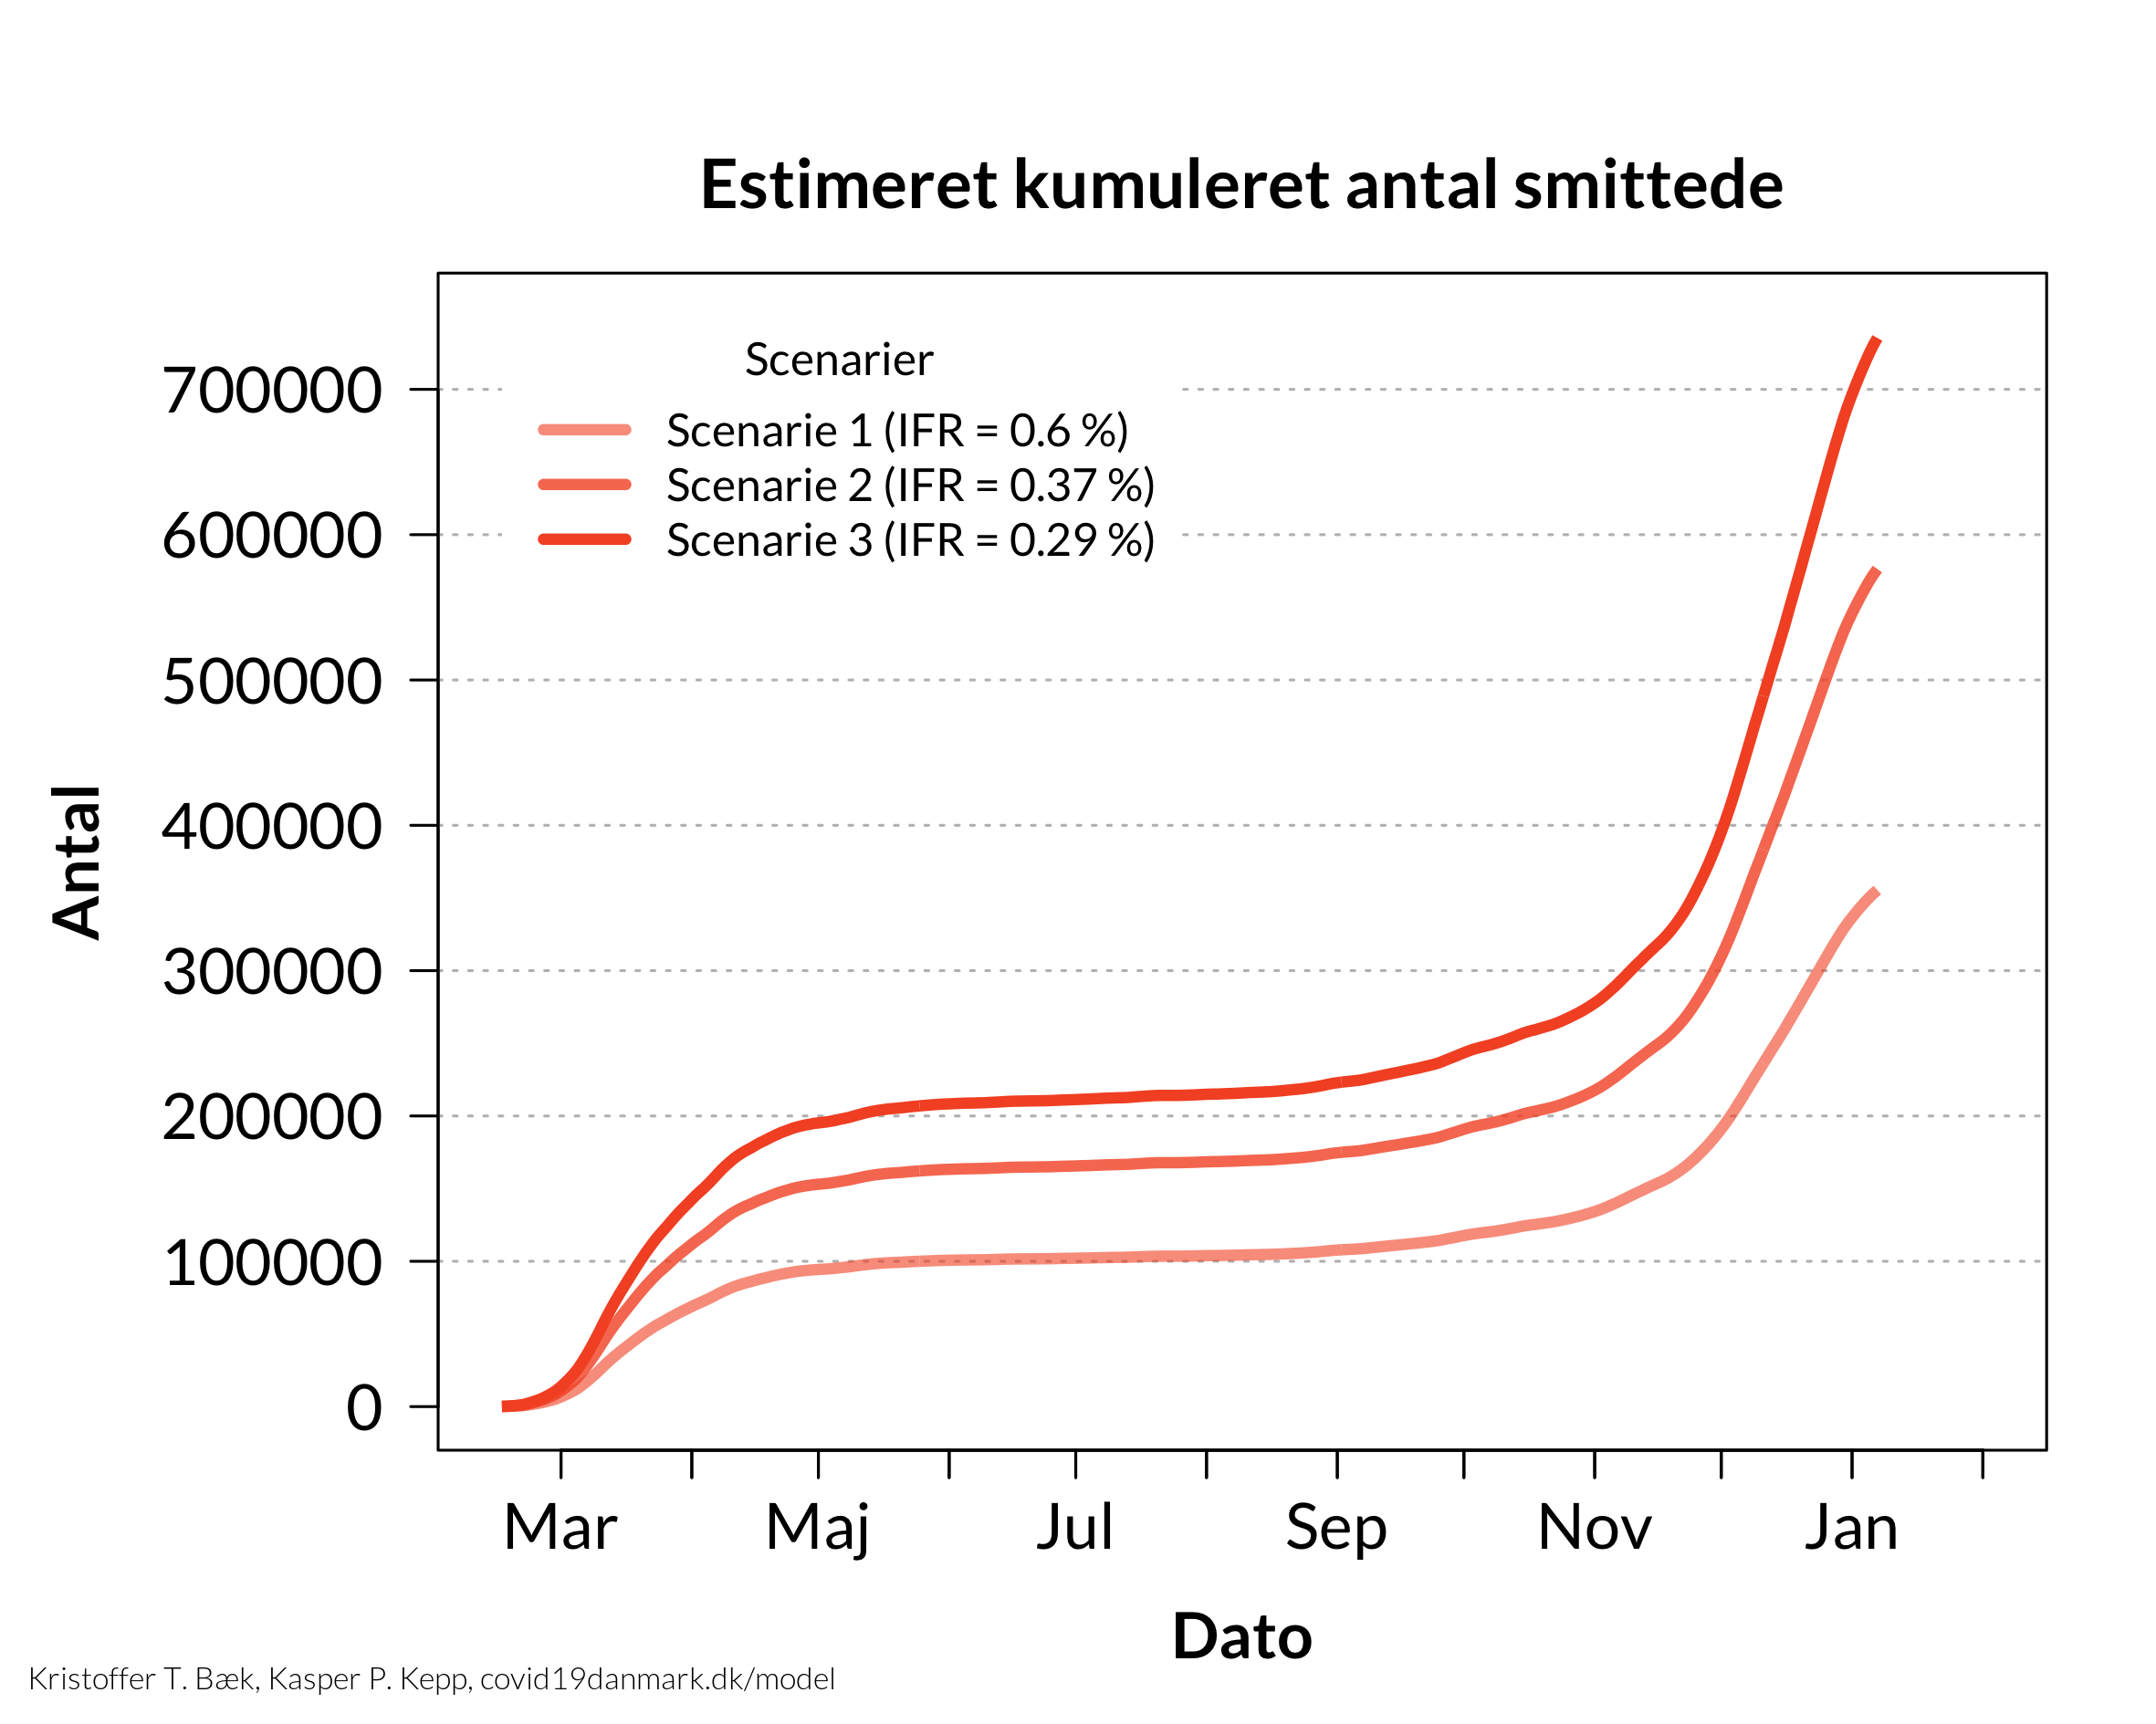 Estimeret kumuleret antal smittede
Scenarier
Scenarie 1 (IFR = 0.6 %)
Scenarie 2 (IFR = 0.37 %)
Scenarie 3 (IFR = 0.29 %)
700000
600000
500000
400000
300000
200000
100000
0
Antal
Mar Maj Jul Sep Nov Jan
Dato
Kristoffer T. Bæk, Kasper P. Kepp, covid19danmark.dk/model